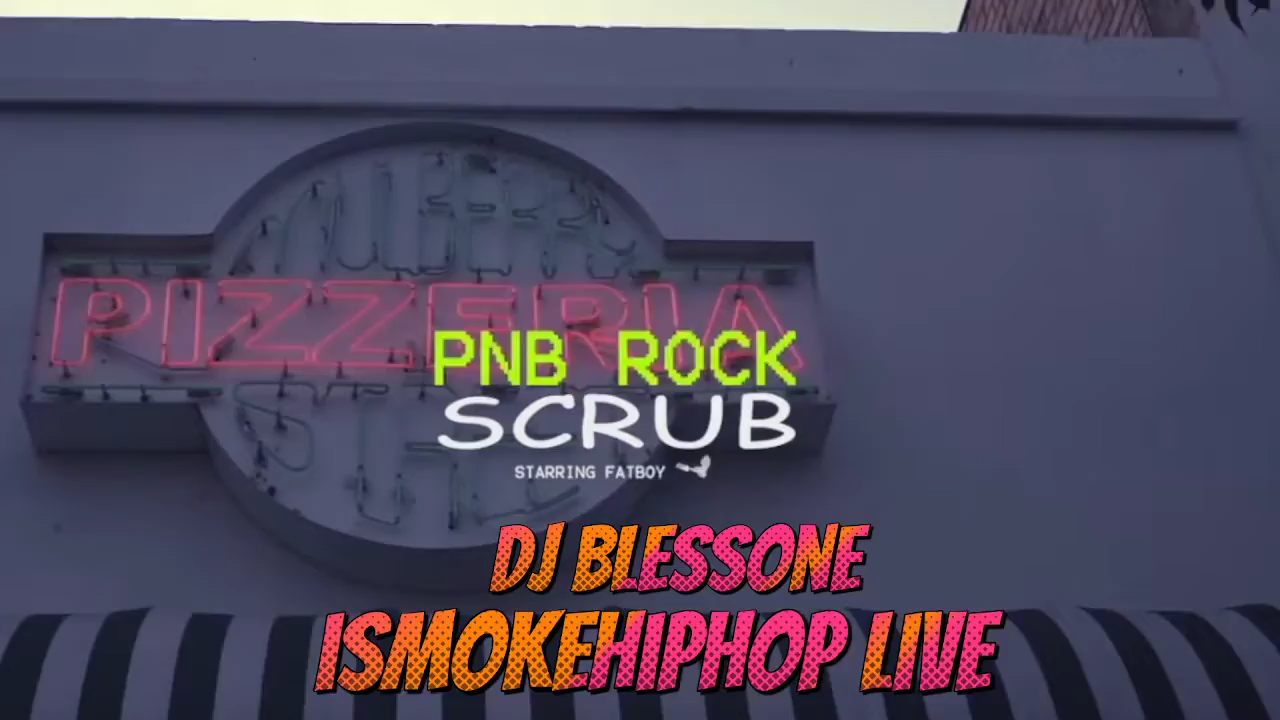 PIZZERIA
PNB ROCK
SCRUB
STARRING FATBOY
DJ BLESSONE
ISMOKEHIPHOP LIVE